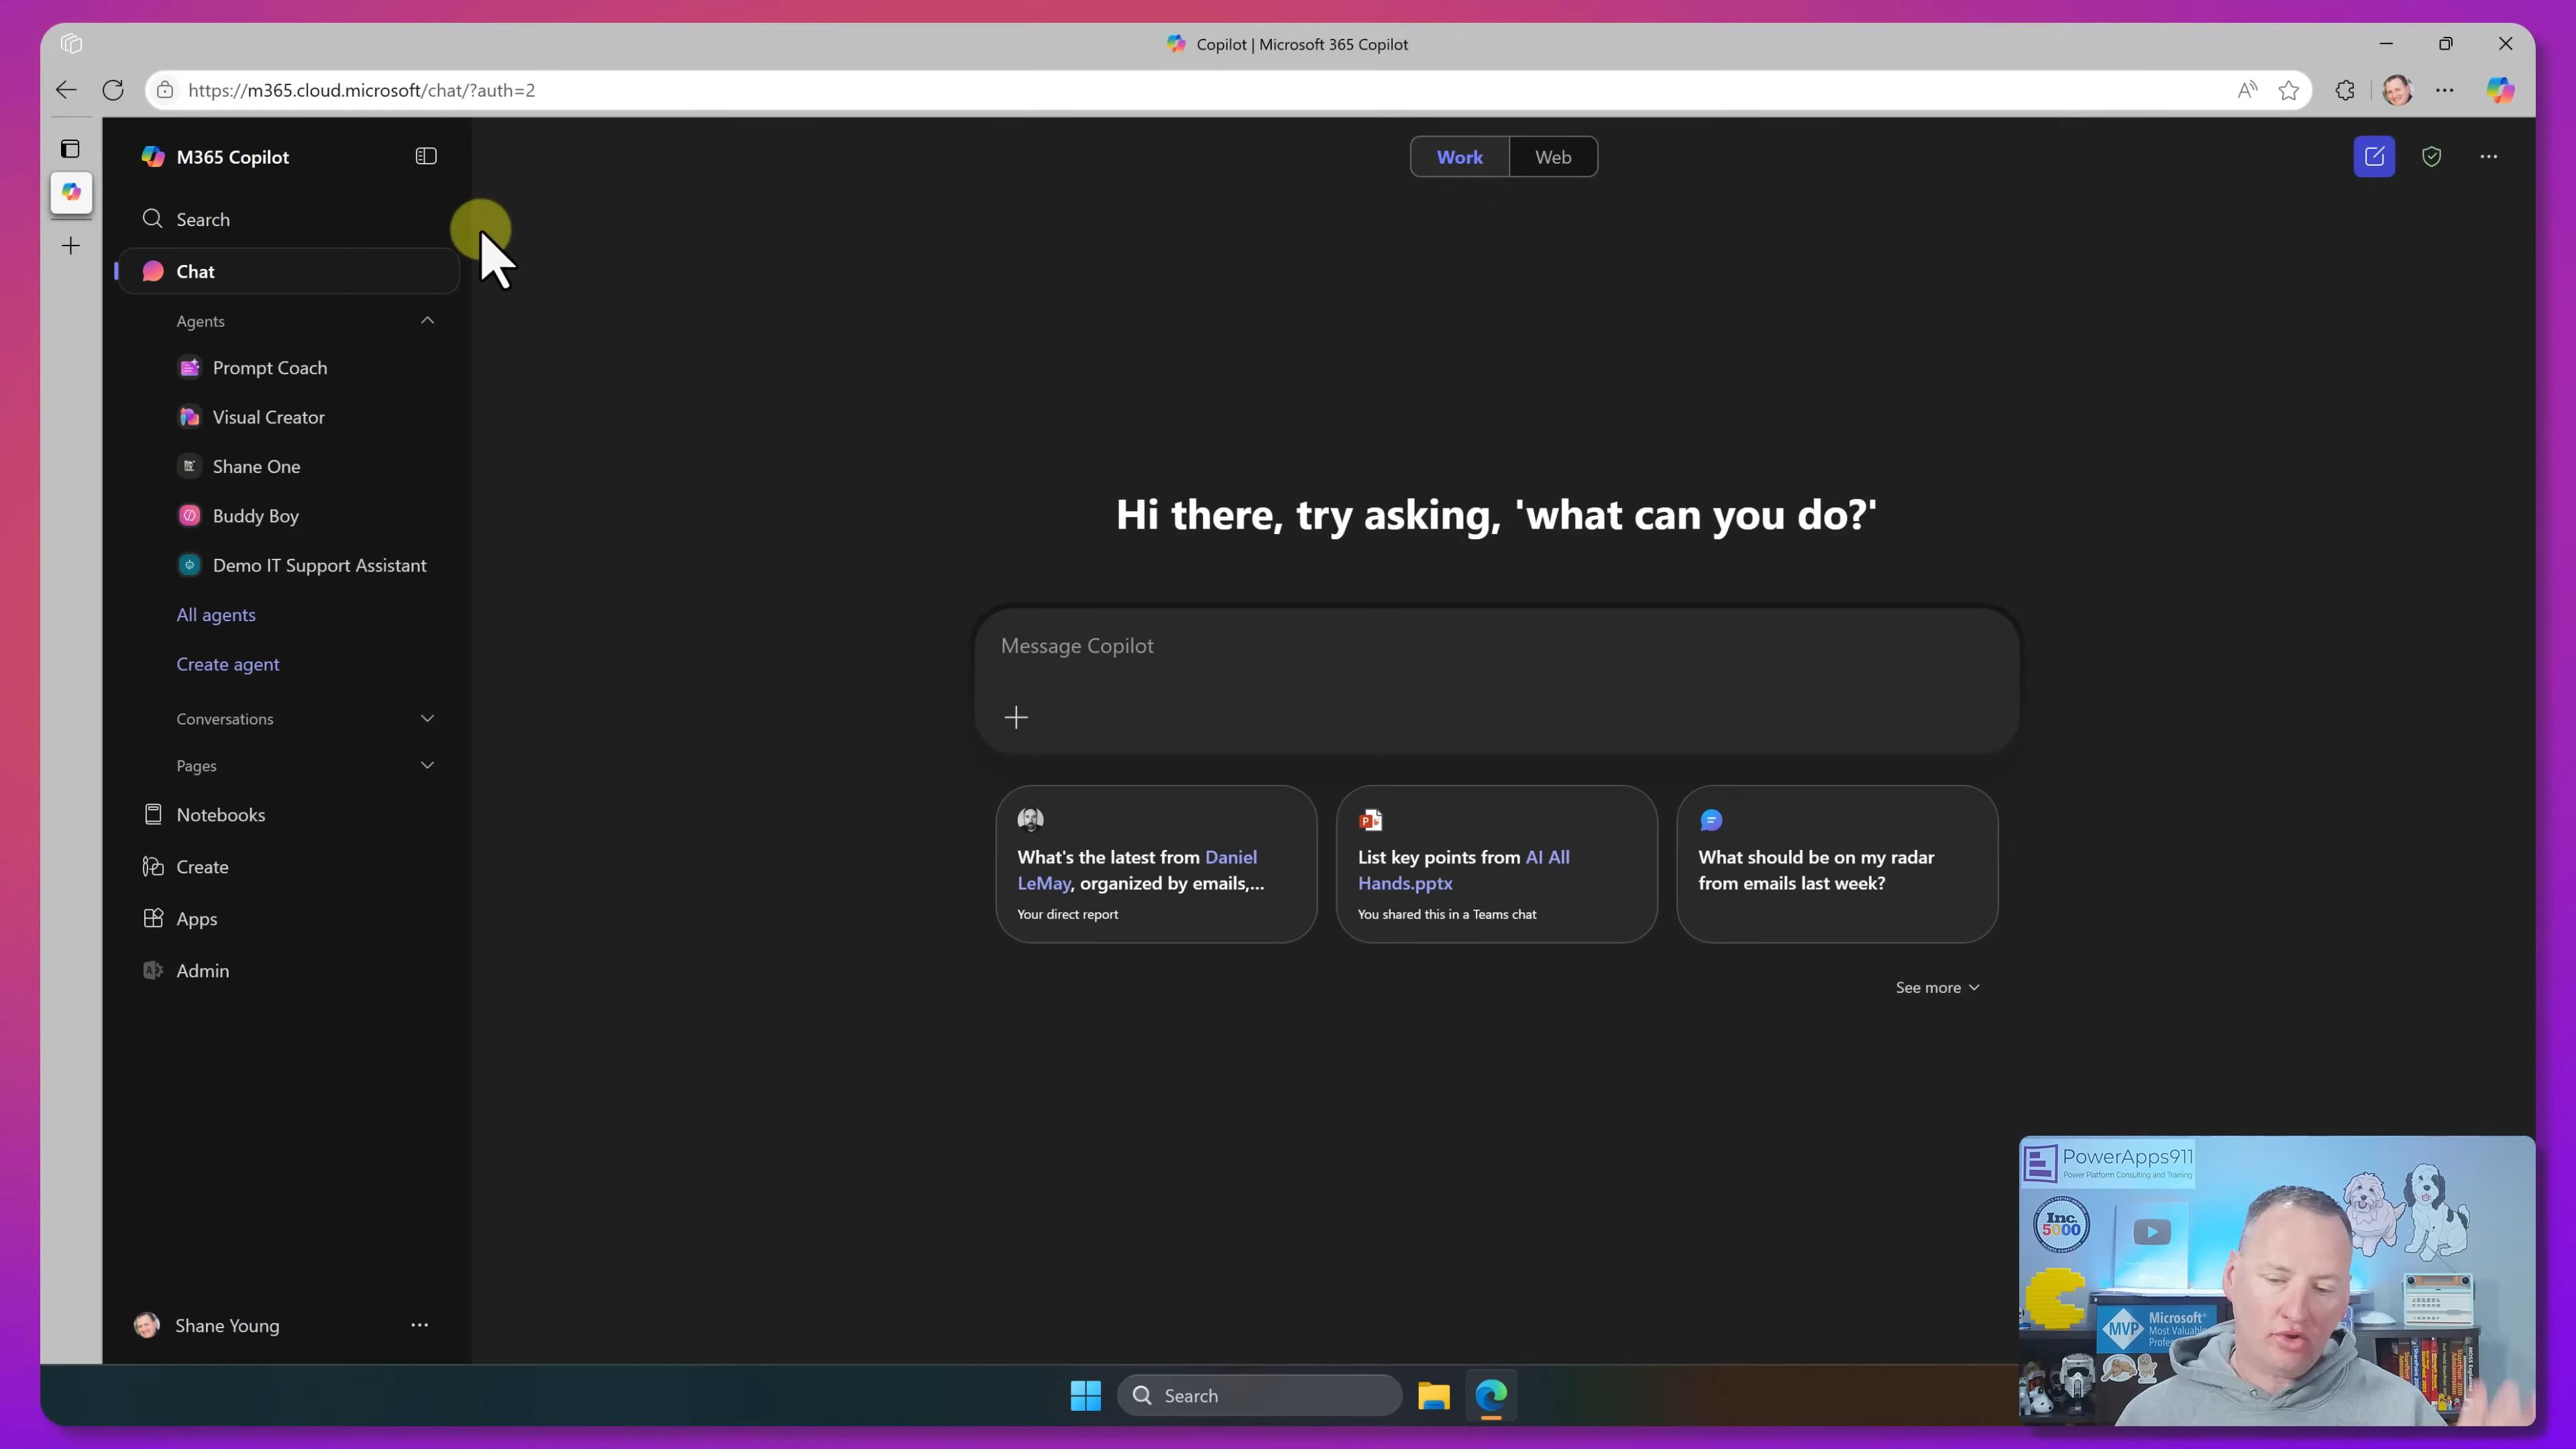 Copilot | Microsoft 365 Copilot
https://m365.cloud.microsoft/chat/?auth=2
M365 Copilot
Work
Web
Search
Chat
Agents
Prompt Coach
Visual Creator
Shane One
Buddy Boy
Demo IT Support Assistant
All agents
Create agent
Conversations
Pages
Notebooks
Create
Apps
Admin
Shane Young
Hi there, try asking, 'what can you do?'
Message Copilot
What's the latest from Daniel
LeMay, organized by emails,...
Your direct report
List key points from AI All
Hands.pptx
You shared this in a Teams chat
What should be on my radar
from emails last week?
See more
Search
PowerApps911
Power Platform Consulting and Training
Inc.
5000
MVP
Microsoft®
Most Valuable